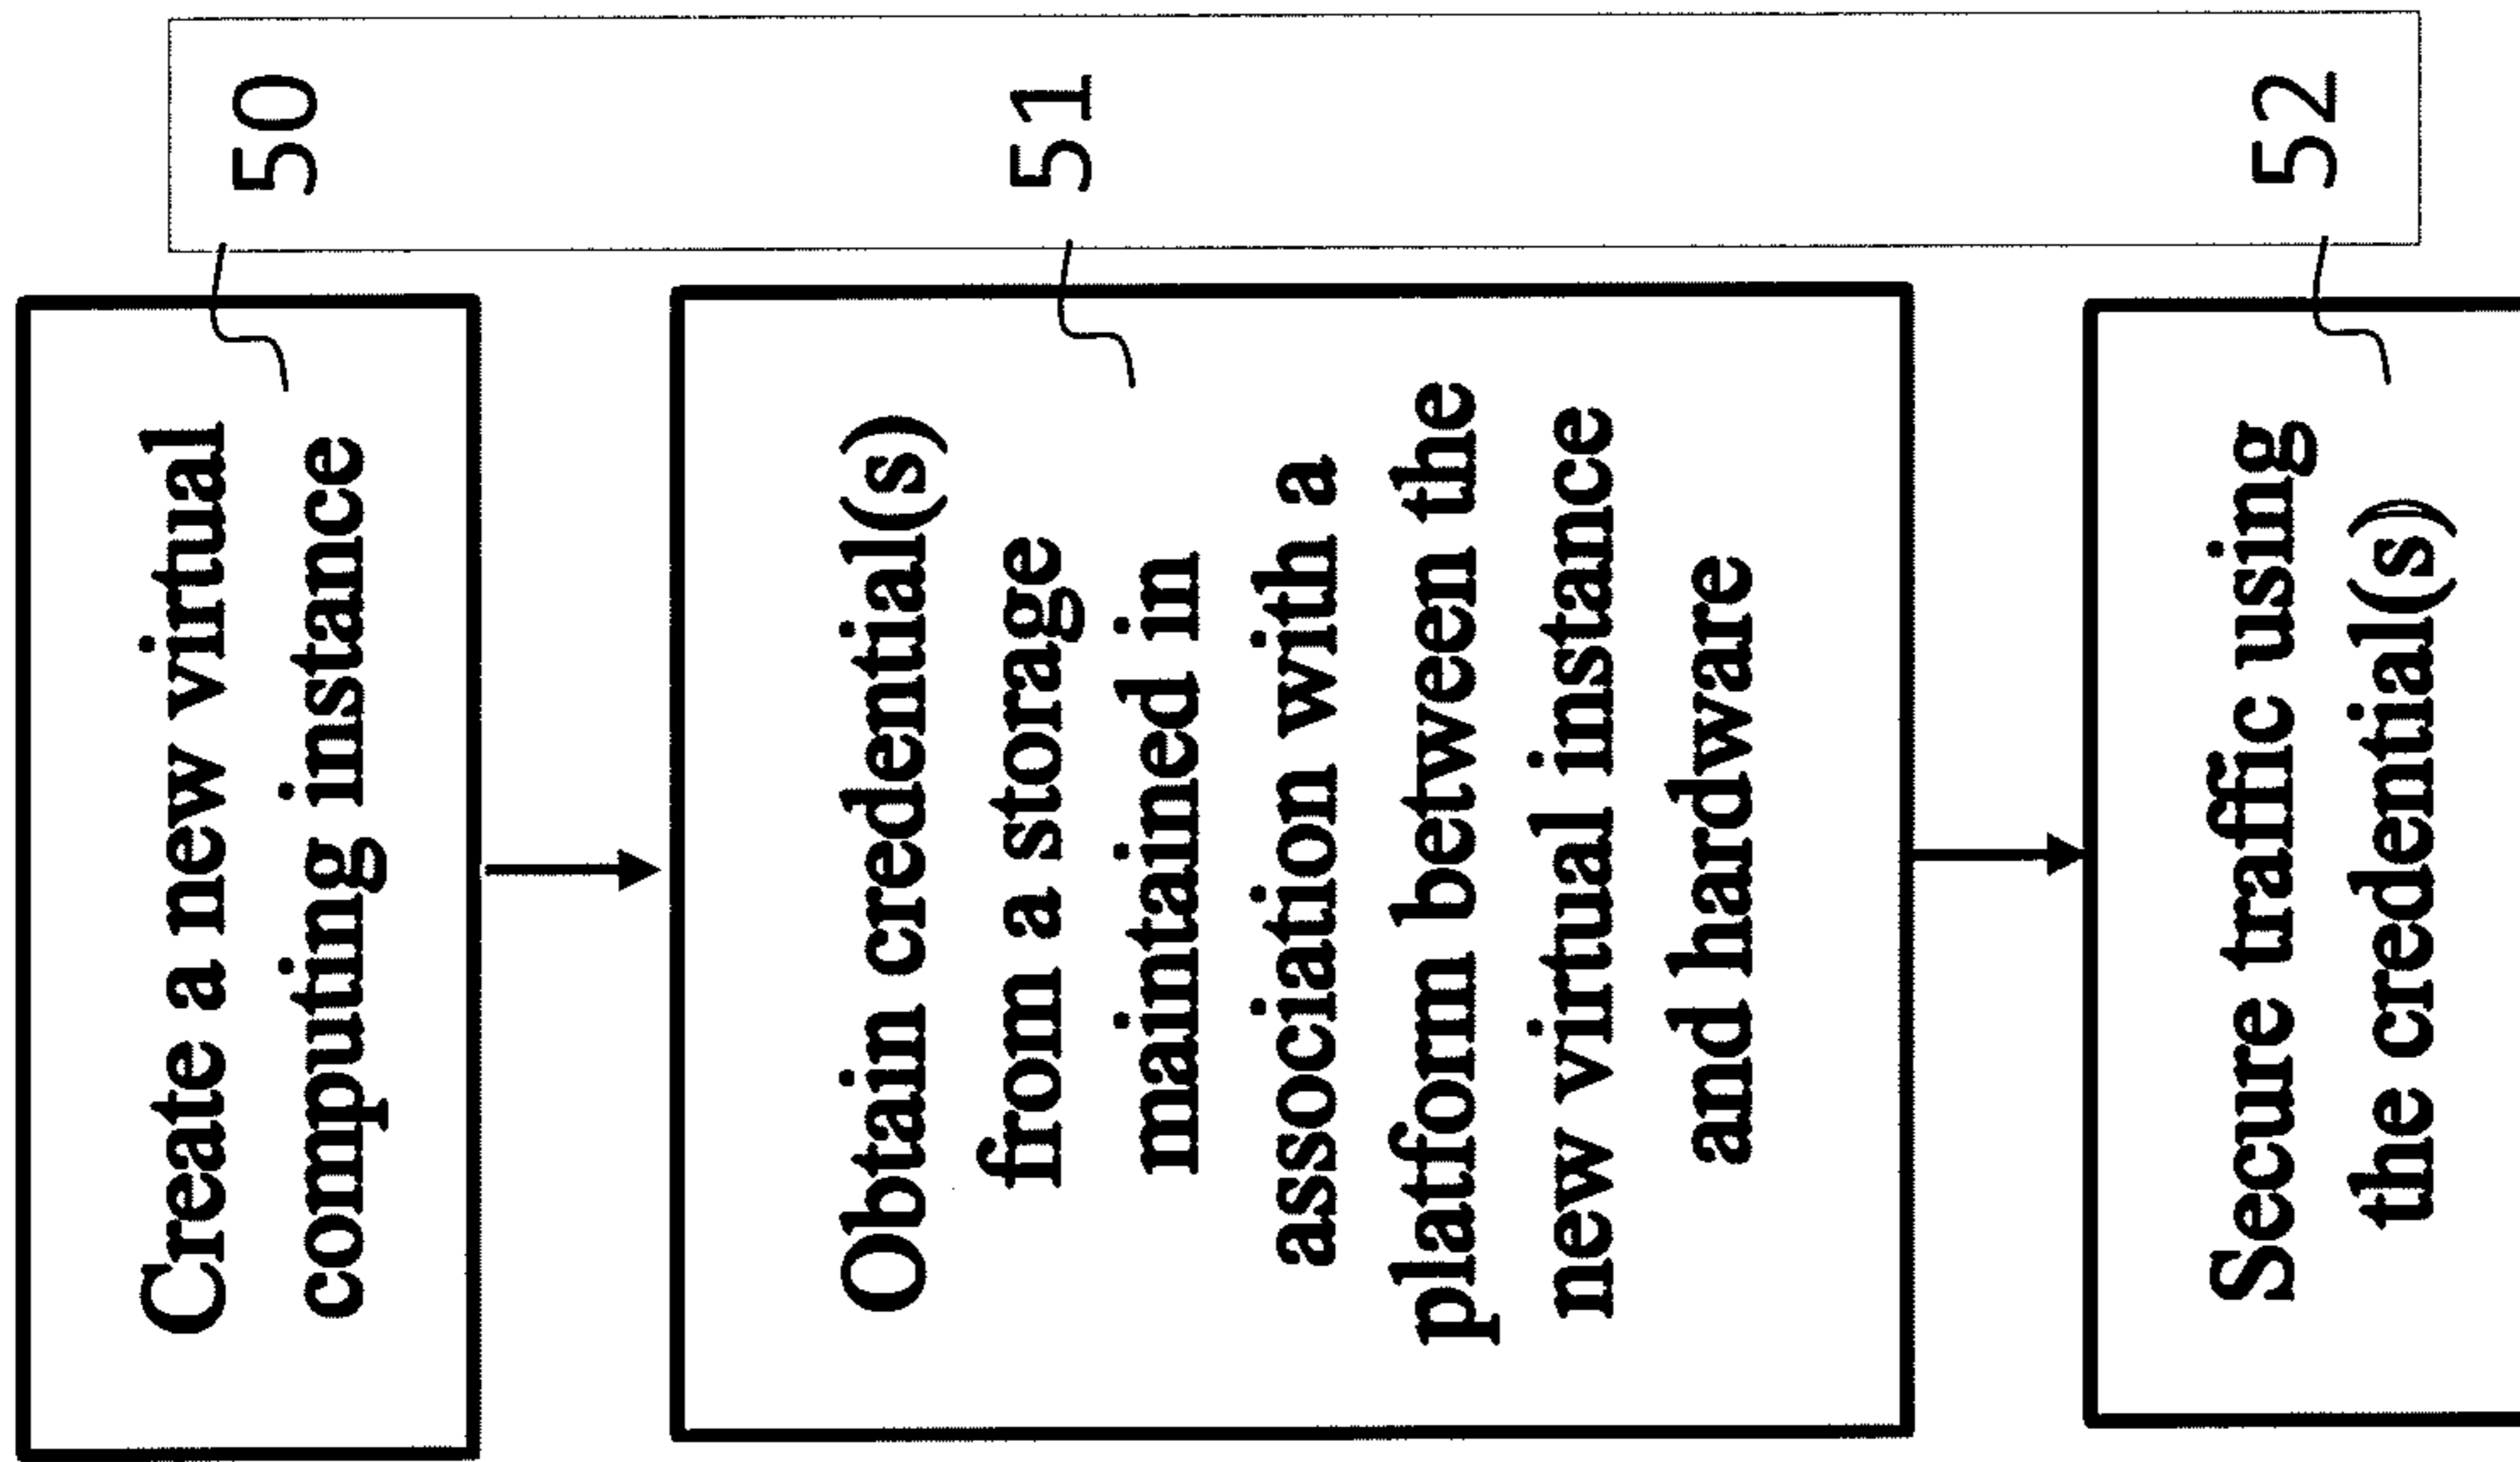 Create a new virtual
computing instance
50
Obtain credential(s)
from a storage
maintained in
association with a
platform between the
new virtual instance
and hardware
51
Secure traffic using
the credential(s)
52